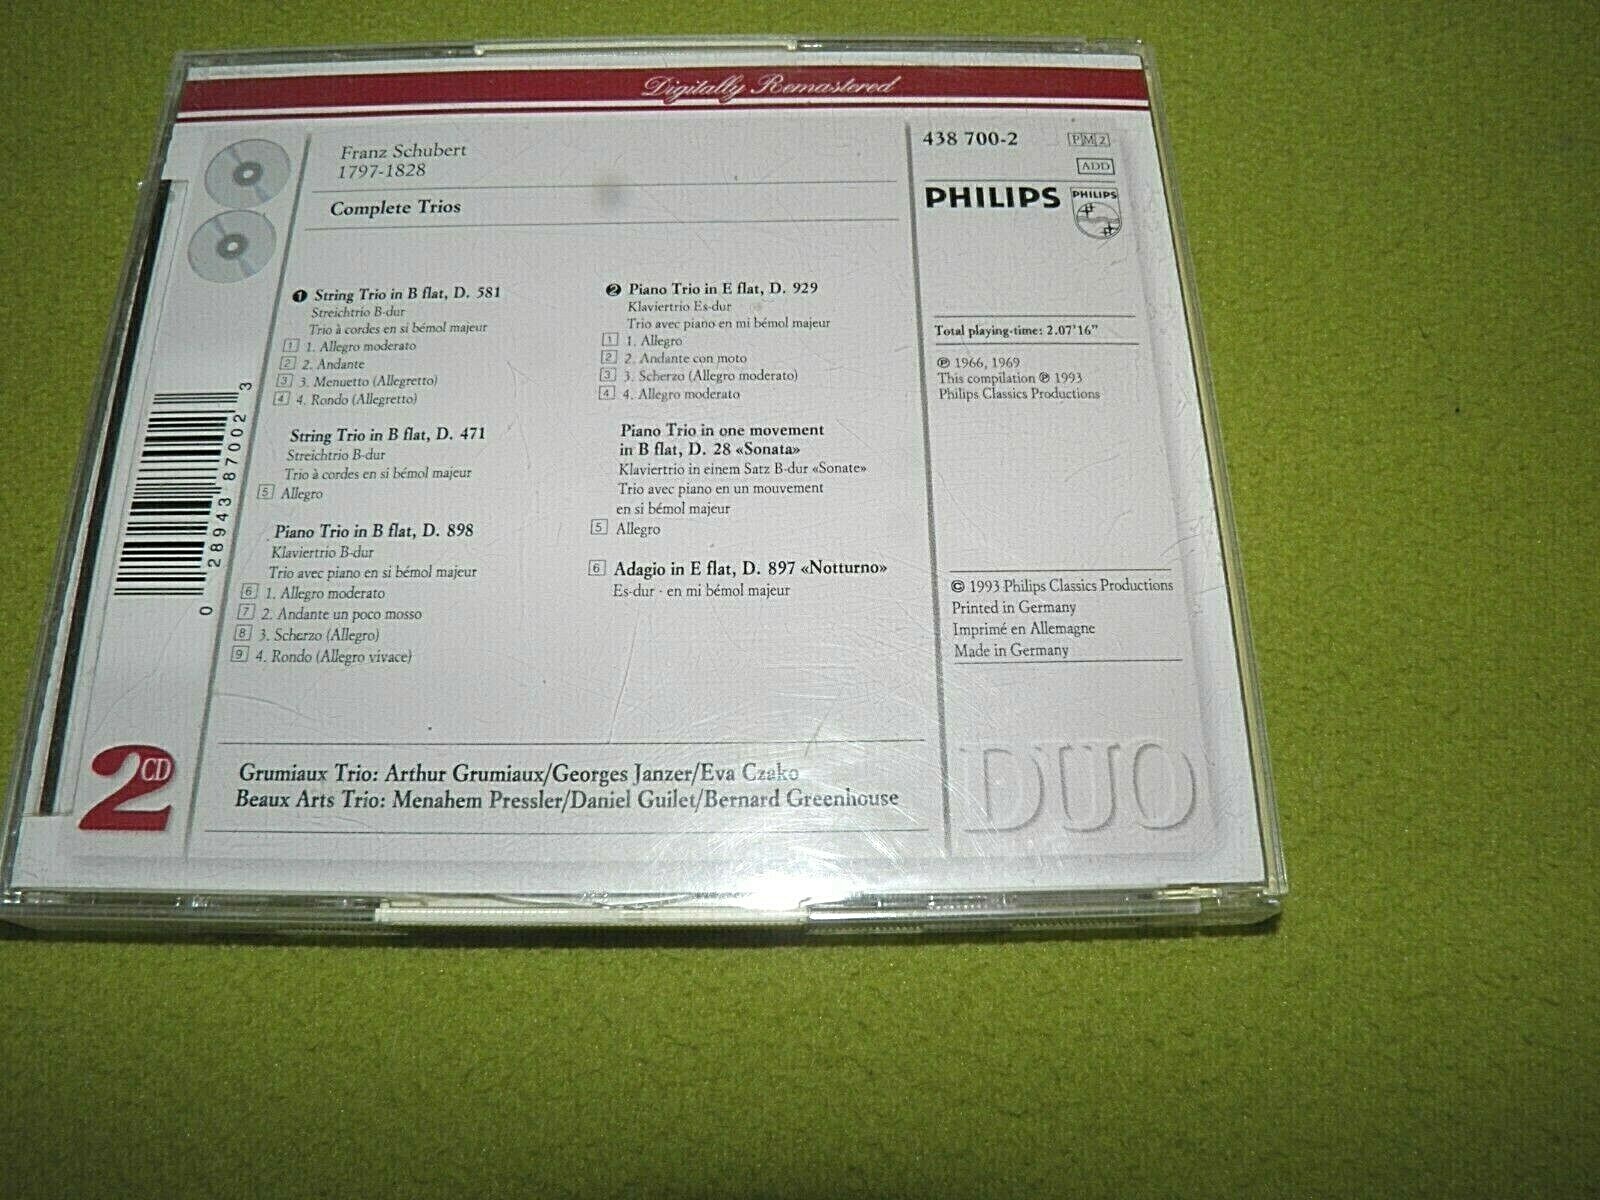 Digitally Remastered
Franz Schubert
1797-1828
Complete Trios
1 String Trio in B flat, D. 581
Streichtrio B-dur
Trio à cordes en si bémol majeur
1 1. Allegro moderato
2 2. Andante
3 3. Menuetto (Allegretto)
4 4. Rondo (Allegretto)
String Trio in B flat, D. 471
Streichtrio B-dur
Trio à cordes en si bémol majeur
5 Allegro
Piano Trio in B flat, D. 898
Klaviertrio B-dur
Trio avec piano en si bémol majeur
6 1. Allegro moderato
7 2. Andante un poco mosso
8 3. Scherzo (Allegro)
9 4. Rondo (Allegro vivace)
2 Piano Trio in E flat, D. 929
Klaviertrio Es-dur
Trio avec piano en mi bémol majeur
1 1. Allegro
2 2. Andante con moto
3 3. Scherzo (Allegro moderato)
4 4. Allegro moderato
Piano Trio in one movement
in B flat, D. 28 «Sonata»
Klaviertrio in einem Satz B-dur «Sonate»
Trio avec piano en un mouvement
en si bémol majeur
5 Allegro
6 Adagio in E flat, D. 897 «Notturno»
Es-dur · en mi bémol majeur
438 700-2 PM2
ADD
PHILIPS PHILIPS
Total playing-time: 2.07'16"
℗ 1966, 1969
This compilation ℗ 1993
Philips Classics Productions
© 1993 Philips Classics Productions
Printed in Germany
Imprimé en Allemagne
Made in Germany
0 28943 87002 3
2 CD
Grumiaux Trio: Arthur Grumiaux/Georges Janzer/Eva Czako
Beaux Arts Trio: Menahem Pressler/Daniel Guilet/Bernard Greenhouse
DUO